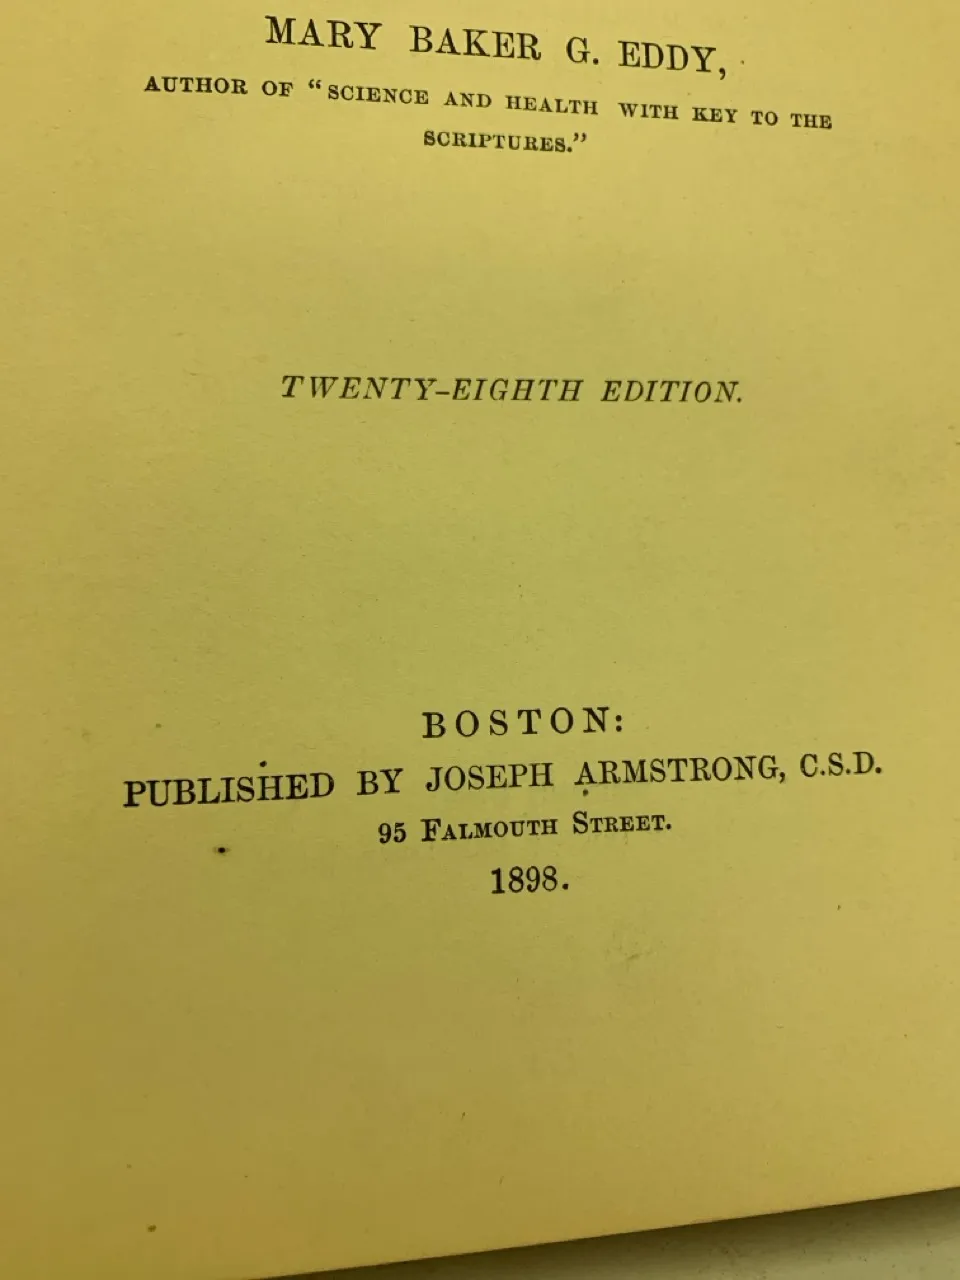 MARY BAKER G. EDDY,
AUTHOR OF "SCIENCE AND HEALTH WITH KEY TO THE
SCRIPTURES."
TWENTY-EIGHTH EDITION.
BOSTON:
PUBLISHED BY JOSEPH ARMSTRONG, C.S.D.
95 FALMOUTH STREET.
1898.